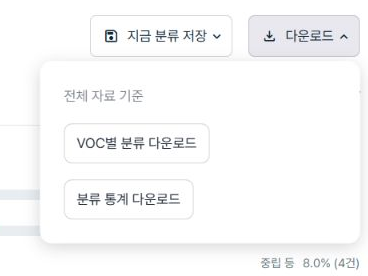 지금 분류 저장
다운로드
전체 자료 기준
VOC별 분류 다운로드
분류 통계 다운로드
중립 등 8.0% (4건)